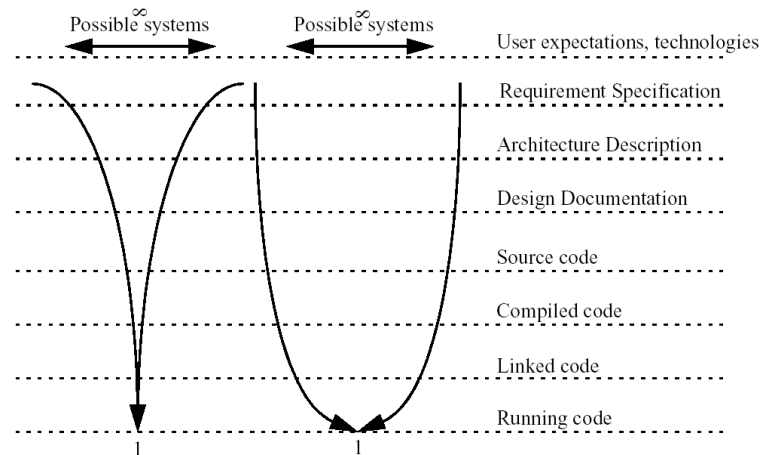 ∞ ∞
Possible systems Possible systems
User expectations, technologies
Requirement Specification
Architecture Description
Design Documentation
Source code
Compiled code
Linked code
Running code
1 1